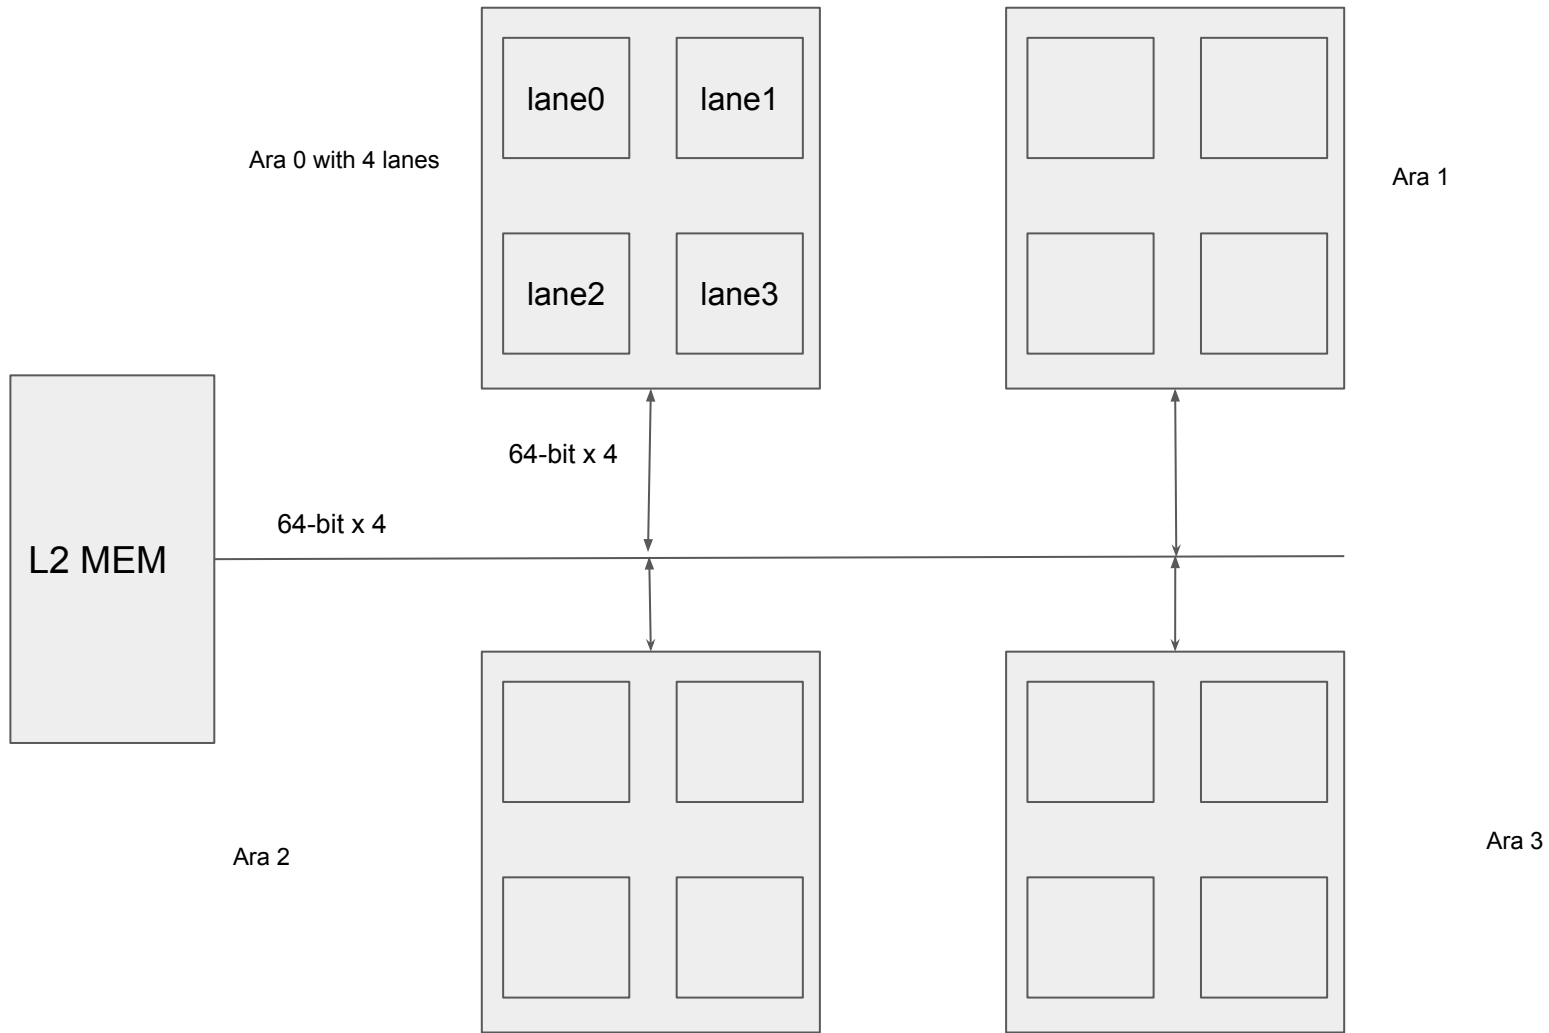 lane0
lane1
Ara 0 with 4 lanes
Ara 1
lane2
lane3
64-bit x 4
64-bit x 4
L2 MEM
Ara 2
Ara 3